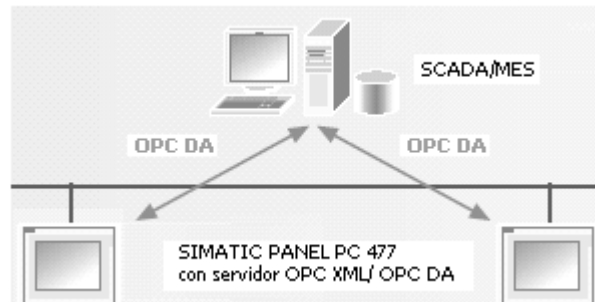 SCADA/MES
OPC DA
OPC DA
SIMATIC PANEL PC 477
con servidor OPC XML/ OPC DA